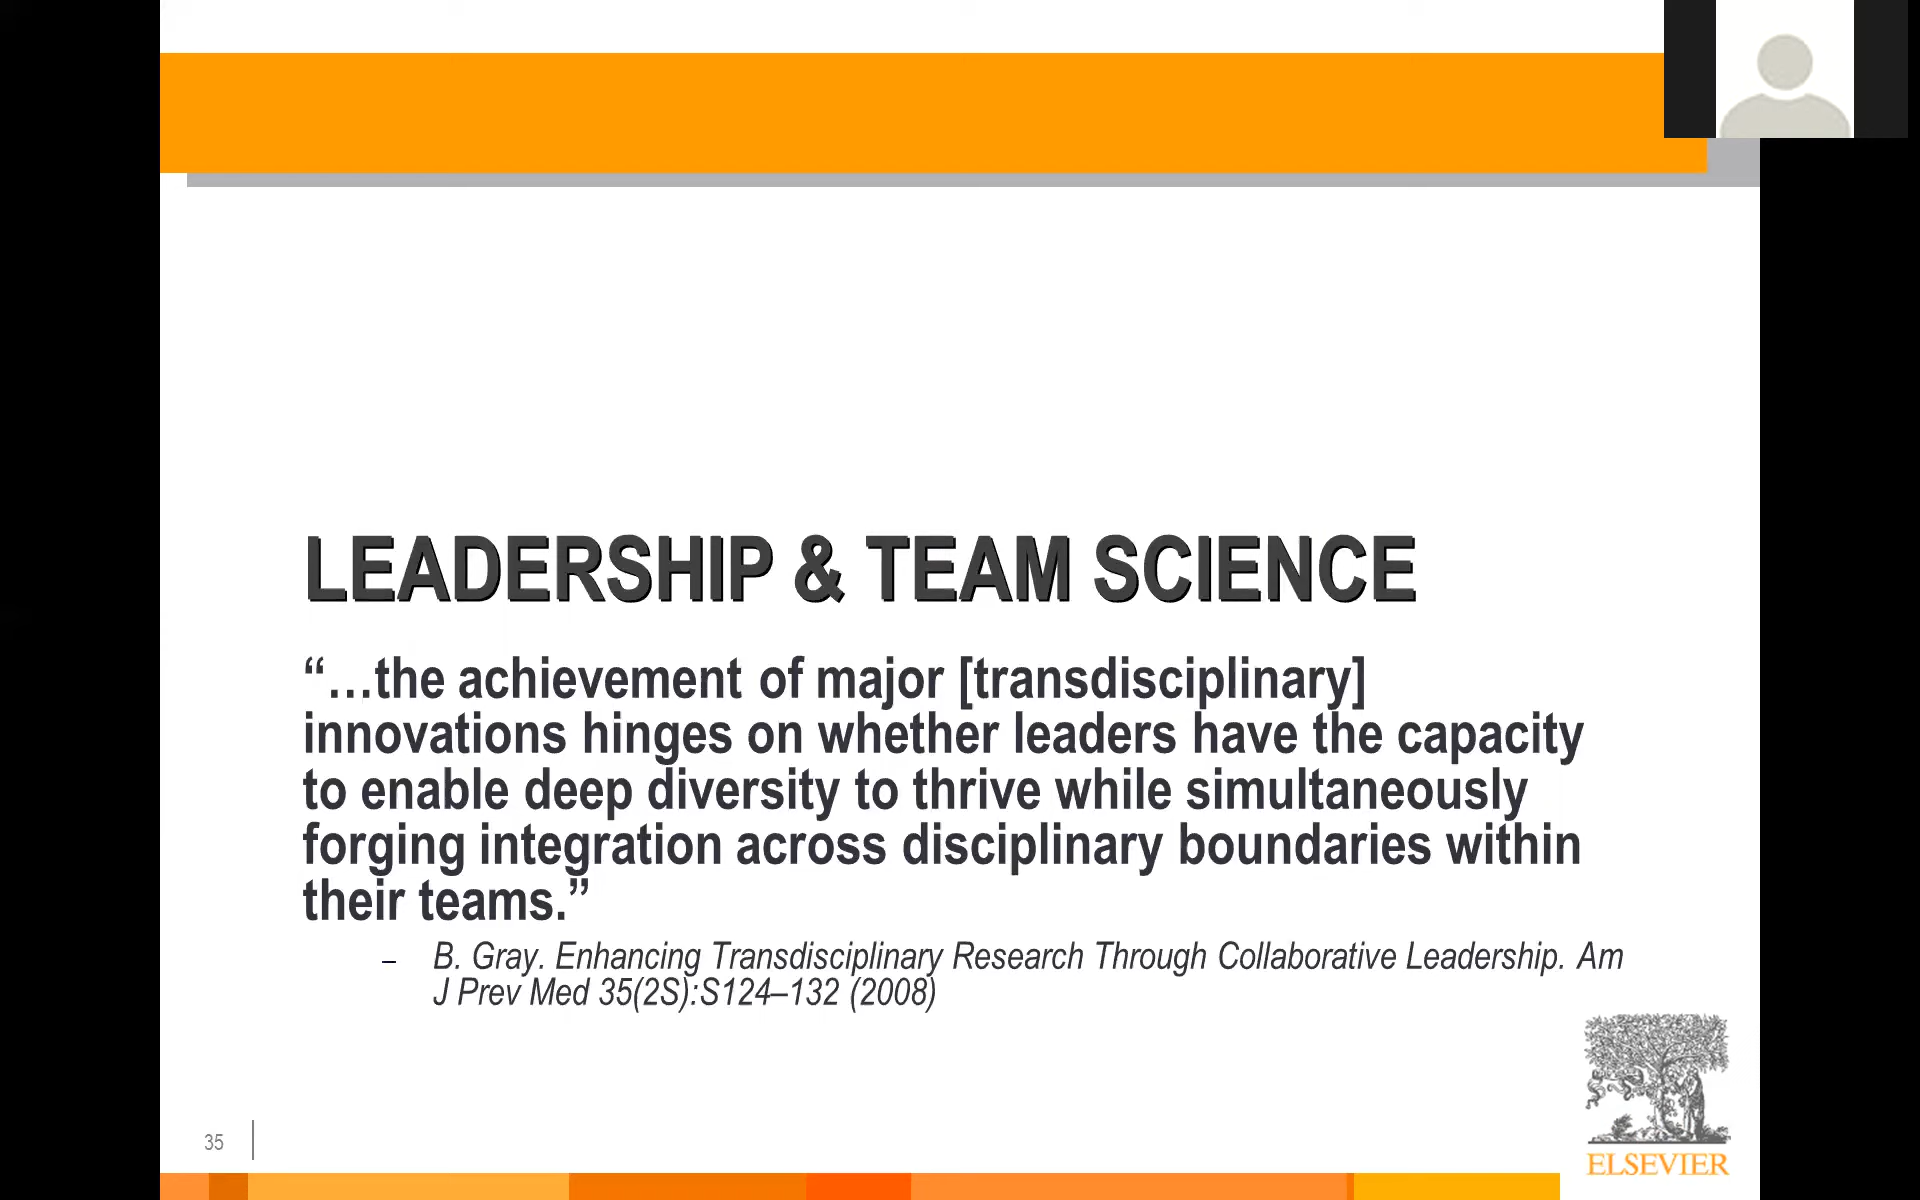 LEADERSHIP & TEAM SCIENCE
“…the achievement of major [transdisciplinary]
innovations hinges on whether leaders have the capacity
to enable deep diversity to thrive while simultaneously
forging integration across disciplinary boundaries within
their teams.”
– B. Gray. Enhancing Transdisciplinary Research Through Collaborative Leadership. Am
J Prev Med 35(2S):S124–132 (2008)
35
ELSEVIER